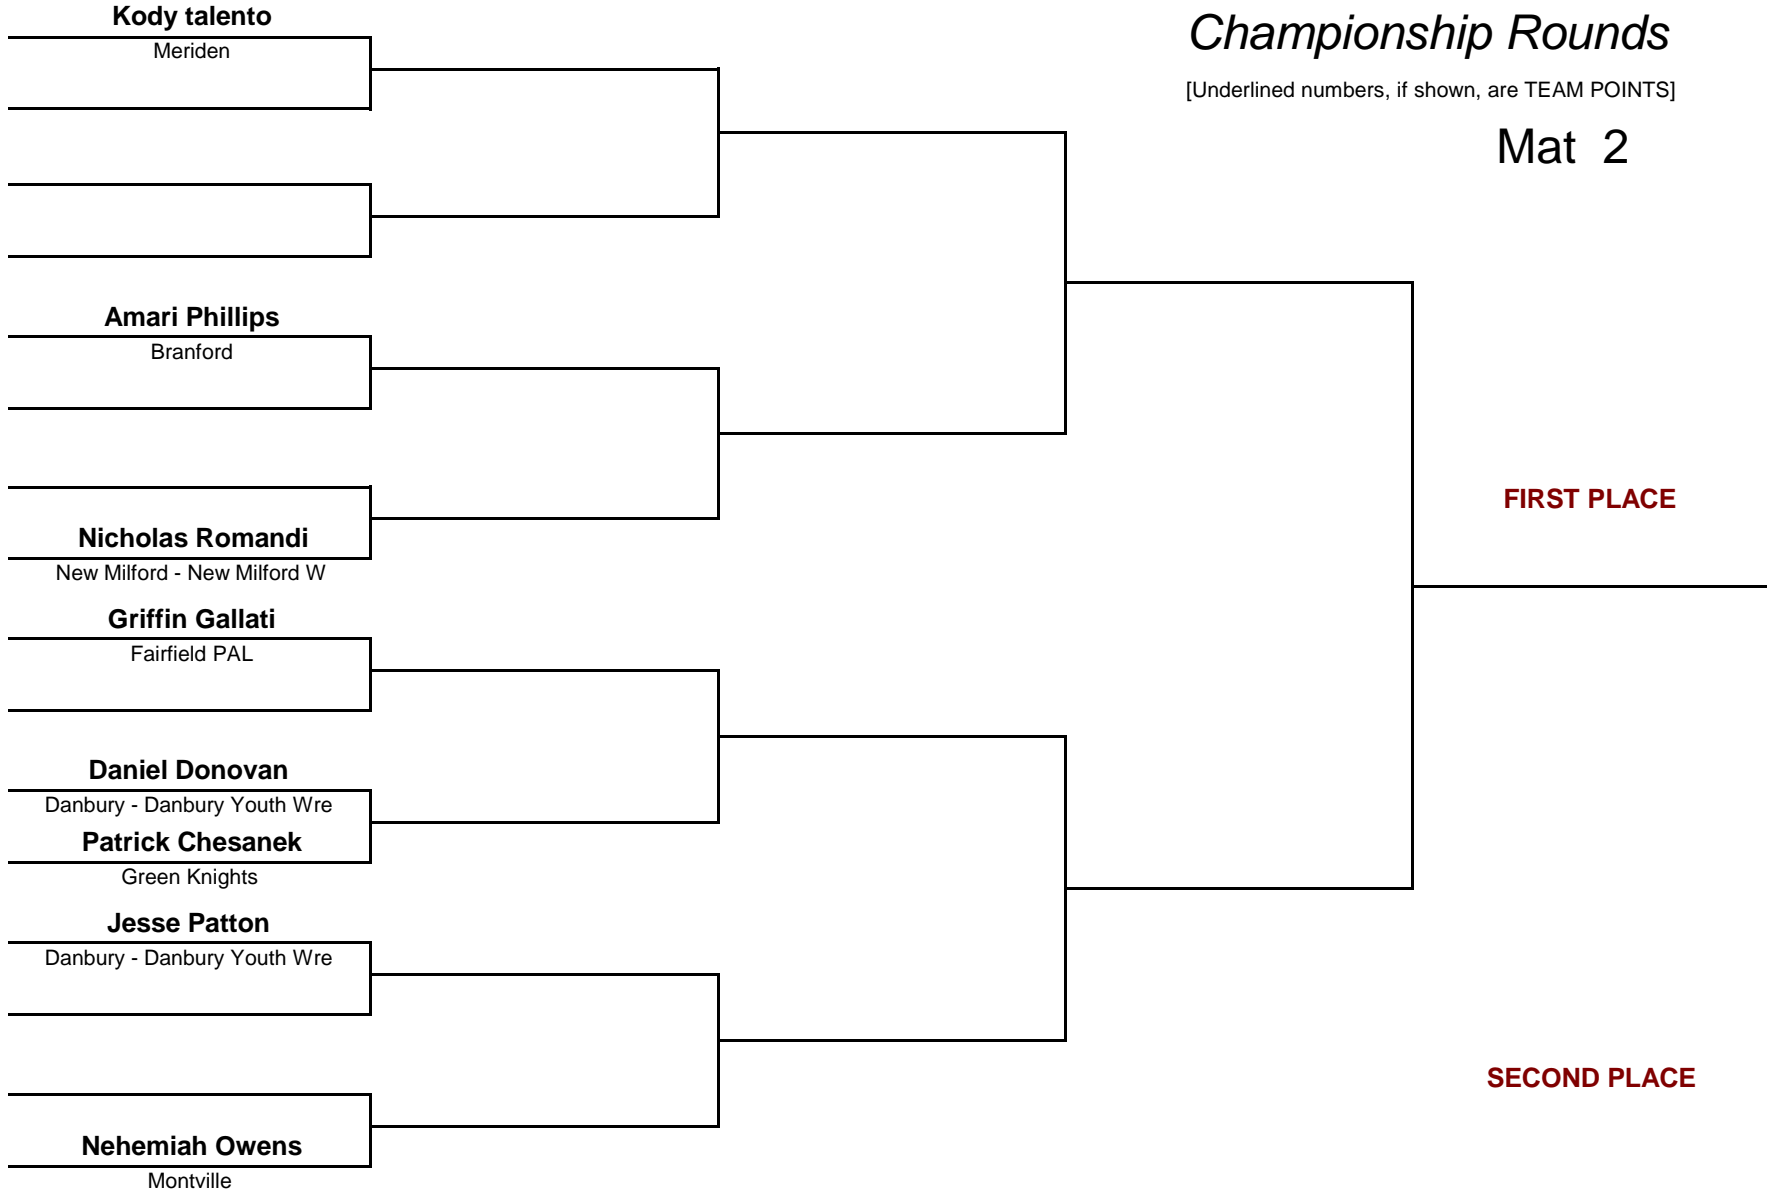 Kody talento
Meriden
Championship Rounds
[Underlined numbers, if shown, are TEAM POINTS]
Mat 2
Amari Phillips
Branford
FIRST PLACE
Nicholas Romandi
New Milford - New Milford W
Griffin Gallati
Fairfield PAL
Daniel Donovan
Danbury - Danbury Youth Wre
Patrick Chesanek
Green Knights
Jesse Patton
Danbury - Danbury Youth Wre
SECOND PLACE
Nehemiah Owens
Montville